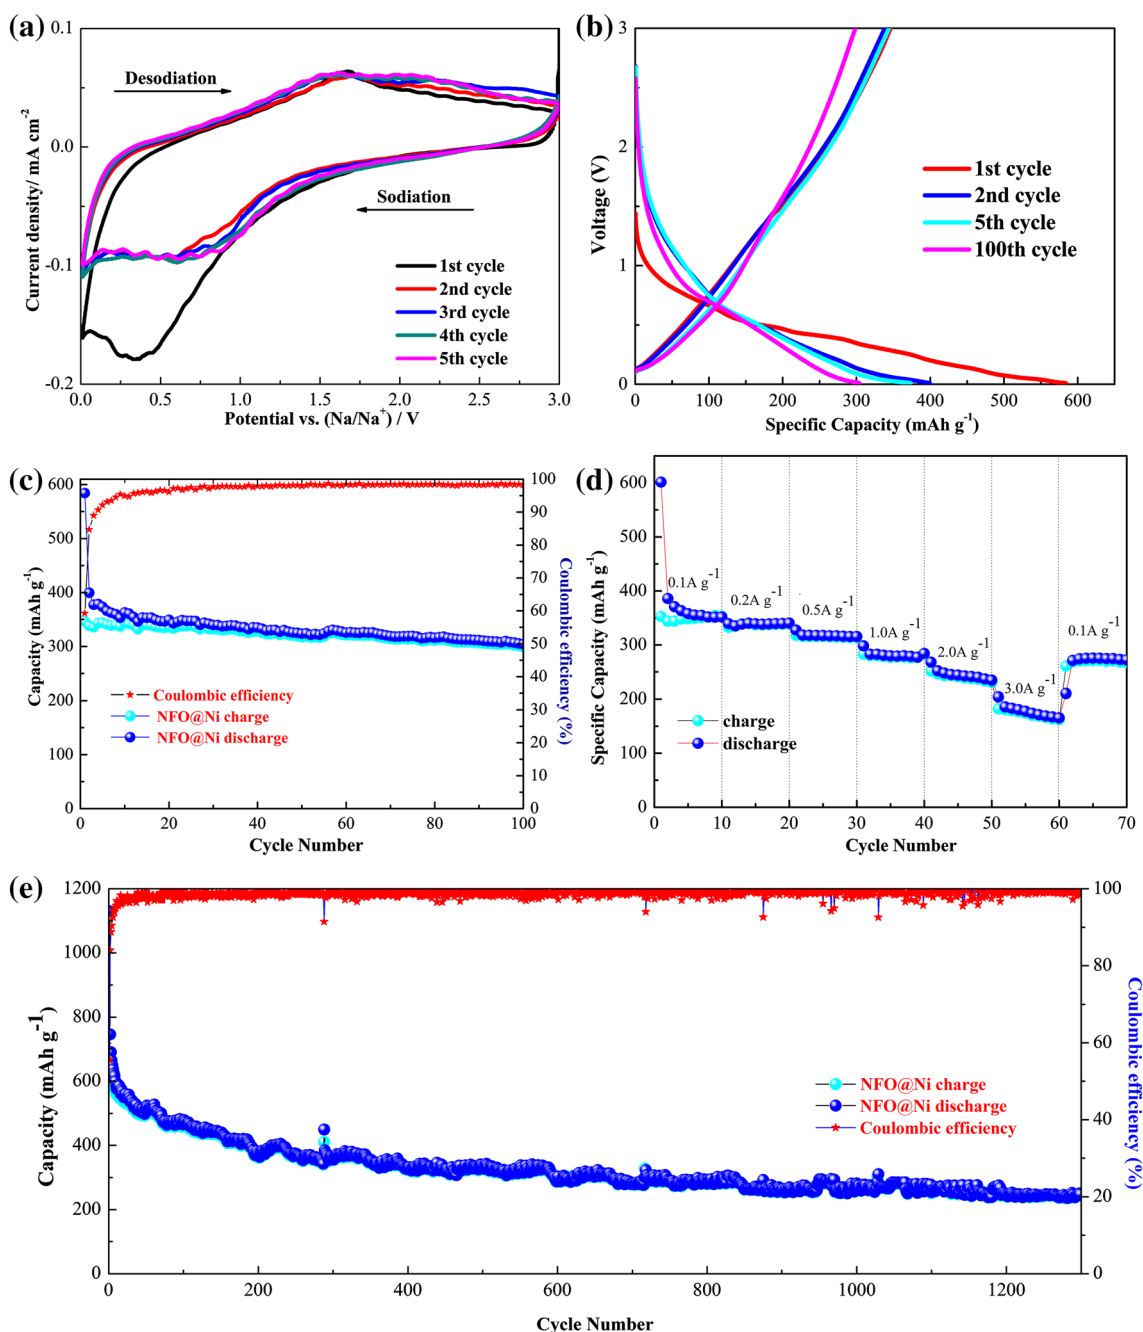 (a)
0.1
0.0
-0.1
-0.2
Current density/ mA cm-2
Desodiation
Sodiation
1st cycle
2nd cycle
3rd cycle
4th cycle
5th cycle
0.0 0.5 1.0 1.5 2.0 2.5 3.0
Potential vs. (Na/Na+) / V
(b)
3
2
1
0
Voltage (V)
1st cycle
2nd cycle
5th cycle
100th cycle
0 100 200 300 400 500 600
Specific Capacity (mAh g-1)
(c)
600
500
400
300
200
100
0
Capacity (mAh g-1)
Coulombic efficiency
NFO@Ni charge
NFO@Ni discharge
100
90
80
70
60
50
40
30
20
10
0
Coulombic efficiency (%)
0 20 40 60 80 100
Cycle Number
(d)
600
500
400
300
200
100
0
Specific Capacity (mAh g-1)
0.1A g-1
0.2A g-1
0.5A g-1
1.0A g-1
2.0A g-1
3.0A g-1
0.1A g-1
charge
discharge
0 10 20 30 40 50 60 70
Cycle Number
(e)
1200
1000
800
600
400
200
0
Capacity (mAh g-1)
NFO@Ni charge
NFO@Ni discharge
Coulombic efficiency
100
80
60
40
20
0
Coulombic efficiency (%)
0 200 400 600 800 1000 1200
Cycle Number